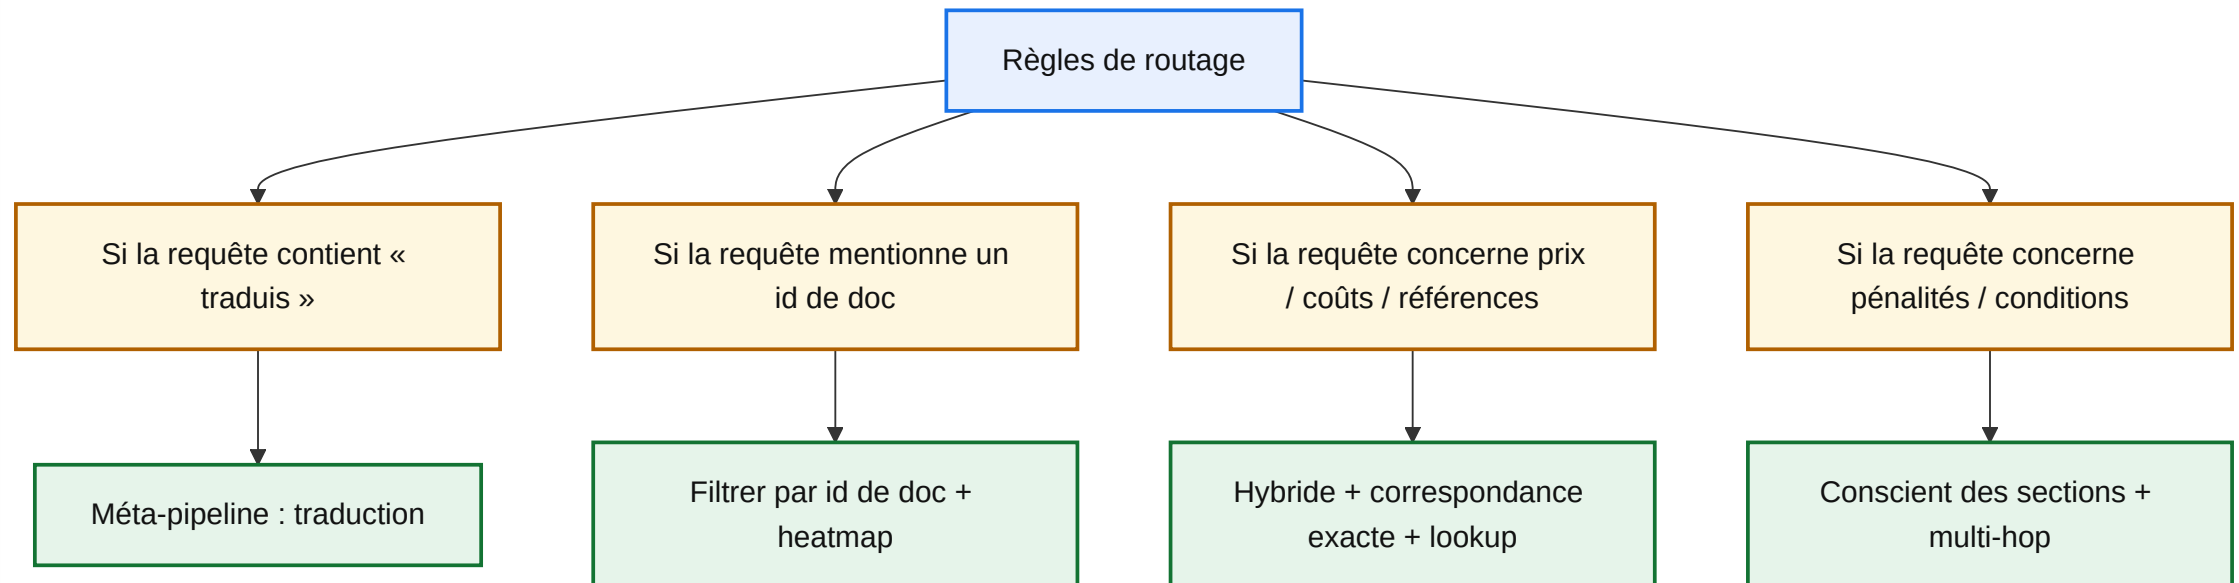 Règles de routage
Si la requête contient «
traduis »
Si la requête mentionne un
id de doc
Si la requête concerne prix
/ coûts / références
Si la requête concerne
pénalités / conditions
Méta-pipeline : traduction
Filtrer par id de doc +
heatmap
Hybride + correspondance
exacte + lookup
Conscient des sections +
multi-hop